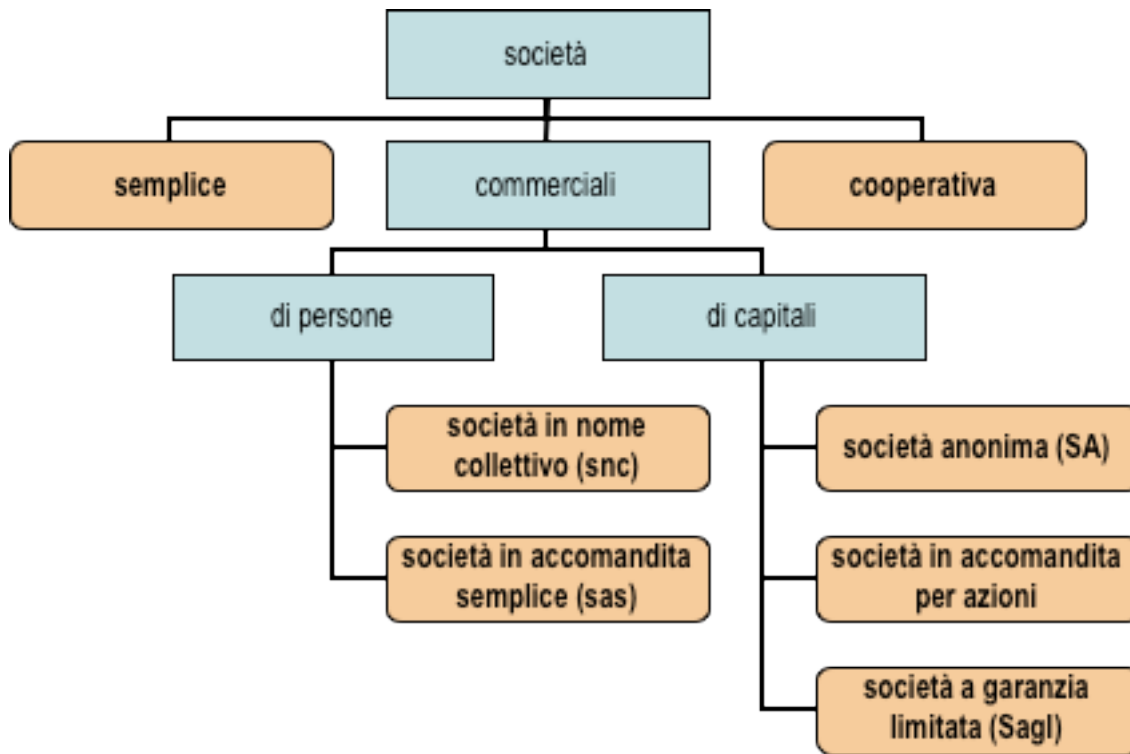 società
semplice
commerciali
cooperativa
di persone
di capitali
società in nome
collettivo (snc)
società anonima (SA)
società in accomandita
semplice (sas)
società in accomandita
per azioni
società a garanzia
limitata (Sagl)